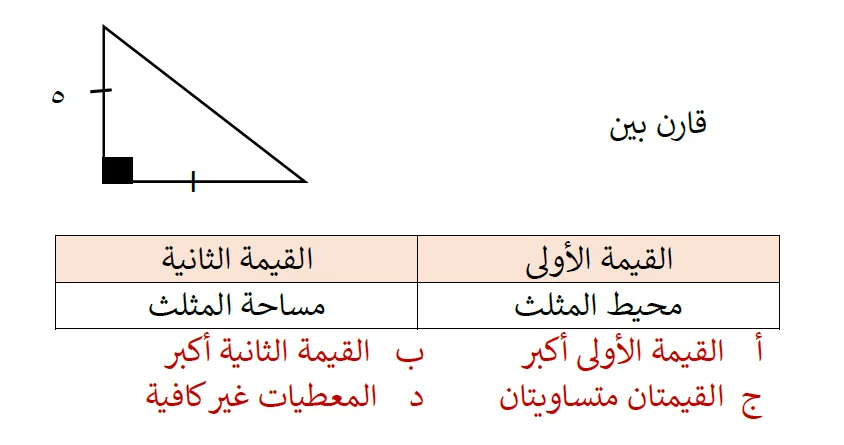 ٥
قارن بين
القيمة الأولى القيمة الثانية
محيط المثلث مساحة المثلث
أ القيمة الأولى أكبر ب القيمة الثانية أكبر
ج القيمتان متساويتان د المعطيات غير كافية